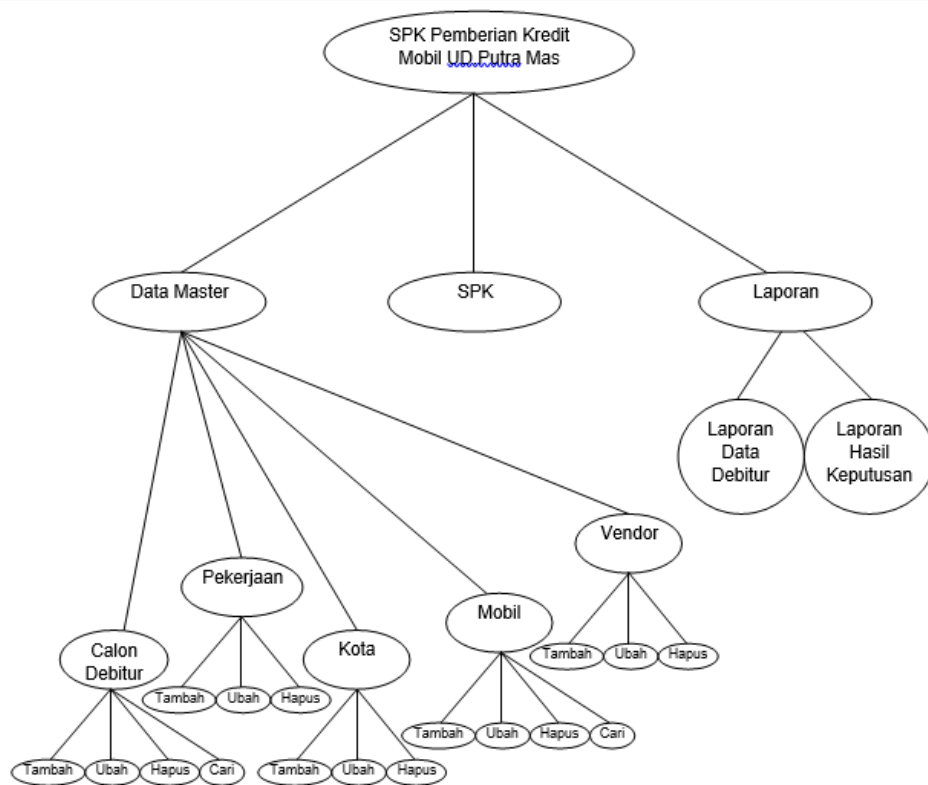 SPK Pemberian Kredit
Mobil UD Putra Mas
Data Master
SPK
Laporan
Laporan
Data
Debitur
Laporan
Hasil
Keputusan
Vendor
Tambah
Ubah
Hapus
Pekerjaan
Tambah
Ubah
Hapus
Mobil
Tambah
Ubah
Hapus
Cari
Calon
Debitur
Tambah
Ubah
Hapus
Cari
Kota
Tambah
Ubah
Hapus